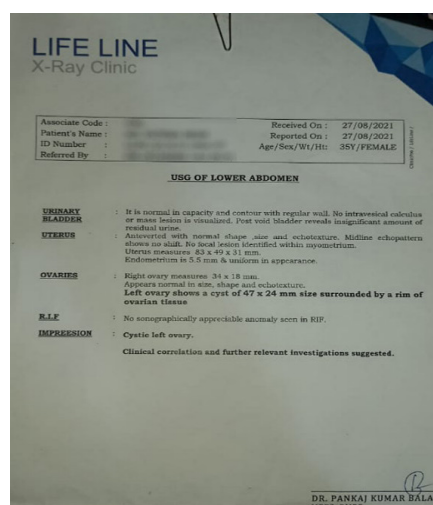 LIFE LINE
X-Ray Clinic
Associate Code :
Patient's Name :
ID Number :
Referred By :
Received On : 27/08/2021
Reported On : 27/08/2021
Age/Sex/Wt/Ht: 35Y/FEMALE
USG OF LOWER ABDOMEN
URINARY BLADDER : It is normal in capacity and contour with regular wall. No intravesical calculus
or mass lesion is visualized. Post void bladder reveals insignificant amount of
residual urine.
UTERUS : Anteverted with normal shape ,size and echotexture. Midline echopattern
shows no shift. No focal lesion identified within myometrium.
Uterus measures 83 x 49 x 31 mm.
Endometrium is 5.5 mm & uniform in appearance.
OVARIES : Right ovary measures 34 x 18 mm.
Appears normal in size, shape and echotexture.
Left ovary shows a cyst of 47 x 24 mm size surrounded by a rim of
ovarian tissue
R.I.F : No sonographically appreciable anomaly seen in RIF.
IMPREESION : Cystic left ovary.
Clinical correlation and further relevant investigations suggested.
DR. PANKAJ KUMAR BALA